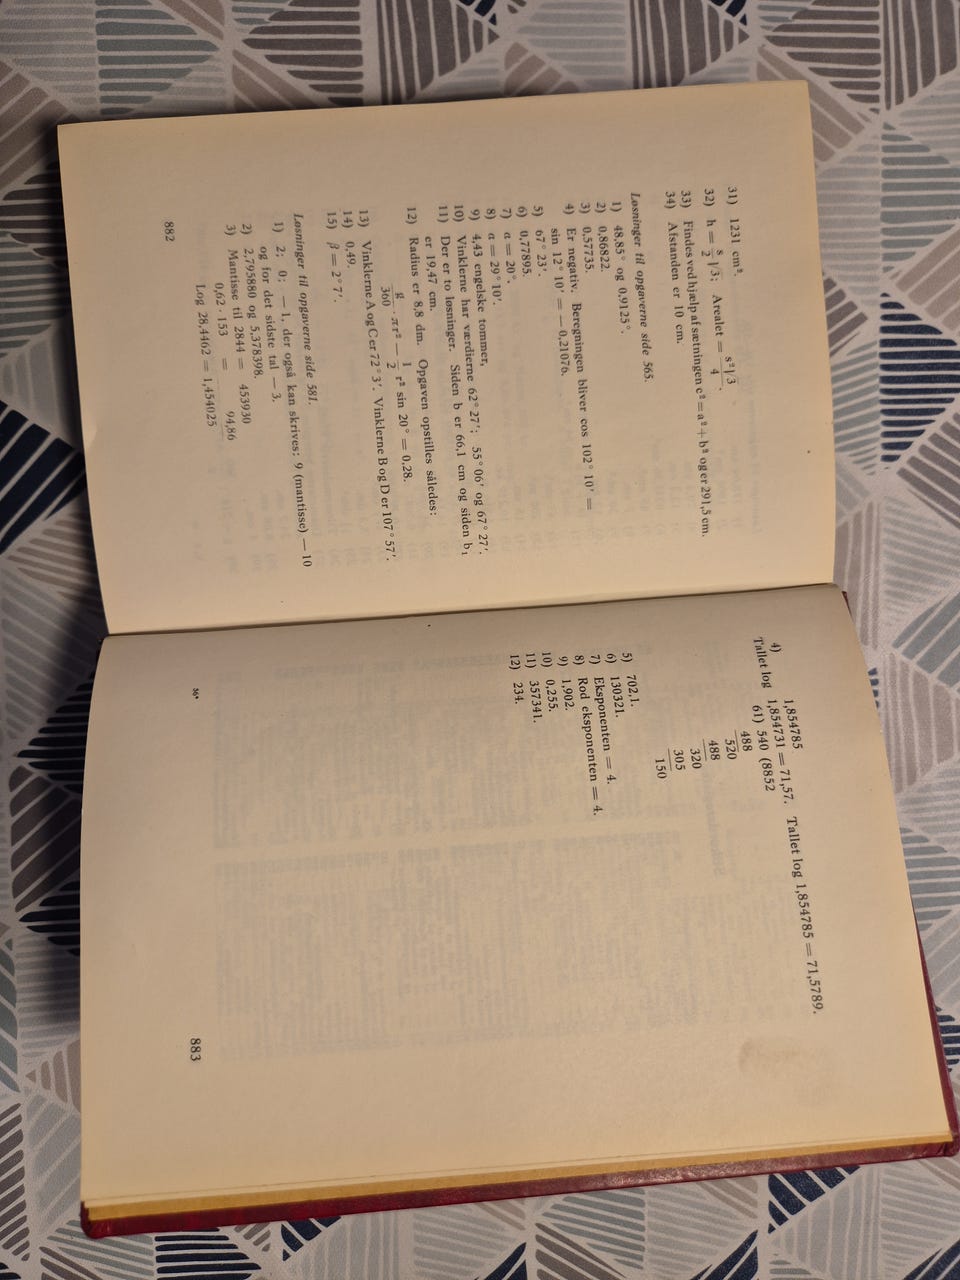 31) 1231 cm².
32) h = s/2 √3; Arealet = s²√3/4.
33) Findes ved hjælp af sætningen c² = a² + b² og er 291,5 cm.
34) Afstanden er 10 cm.
Løsninger til opgaverne side 565.
1) 48,85° og 0,9125°.
2) 0,86822.
3) 0,57735.
4) Er negativ. Beregningen bliver cos 102° 10′ =
sin 12° 10′ = — 0,21076.
5) 67° 23′.
6) 0,77895.
7) α = 20°.
8) α = 29° 10′.
9) 4,43 engelske tommer,
10) Vinklerne har værdierne 62° 27′; 55° 06′ og 67° 27′.
11) Der er to løsninger. Siden b er 66,1 cm og siden b₁
er 19,47 cm.
12) Radius er 8,8 dm. Opgaven opstilles således:
g/360 · πr² — 1/2 r² sin 20° = 0,28.
13) Vinklerne A og C er 72° 3′. Vinklerne B og D er 107° 57′.
14) 0,49.
15) β = 2° 7′.
Løsninger til opgaverne side 581.
1) 2; 0; — 1, der også kan skrives: 9 (mantisse) — 10
og for det sidste tal — 3.
2) 2,795880 og 5,378398.
3) Mantisse til 2844 = 453930
0,62 · 153 = 94,86
Log 28,4402 = 1,454025
882
4) 1,854785
Tallet log 1,854731 = 71,57. Tallet log 1,854785 = 71,5789.
61) 540 (8852
488
520
488
320
305
150
5) 702,1.
6) 130321.
7) Eksponenten = 4.
8) Rod eksponenten = 4.
9) 1,902.
10) 0,255.
11) 357341.
12) 234.
56*
883